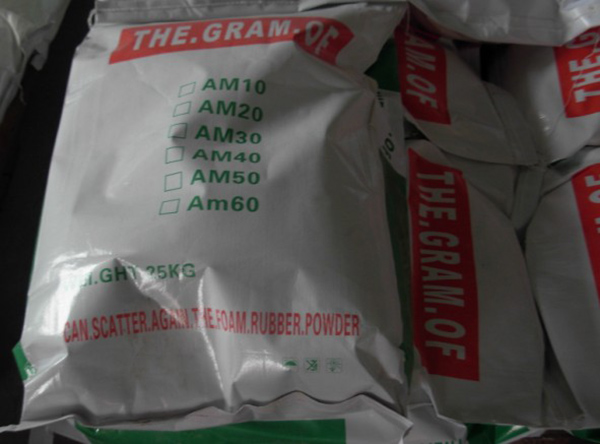 THE.GRAM.OF
AM10
AM20
AM30
AM40
AM50
Am60
25KG
CAN.SCATTER.AGAIN.THE.FOAM.RUBBER.POWDER
THE.GRAM.OF